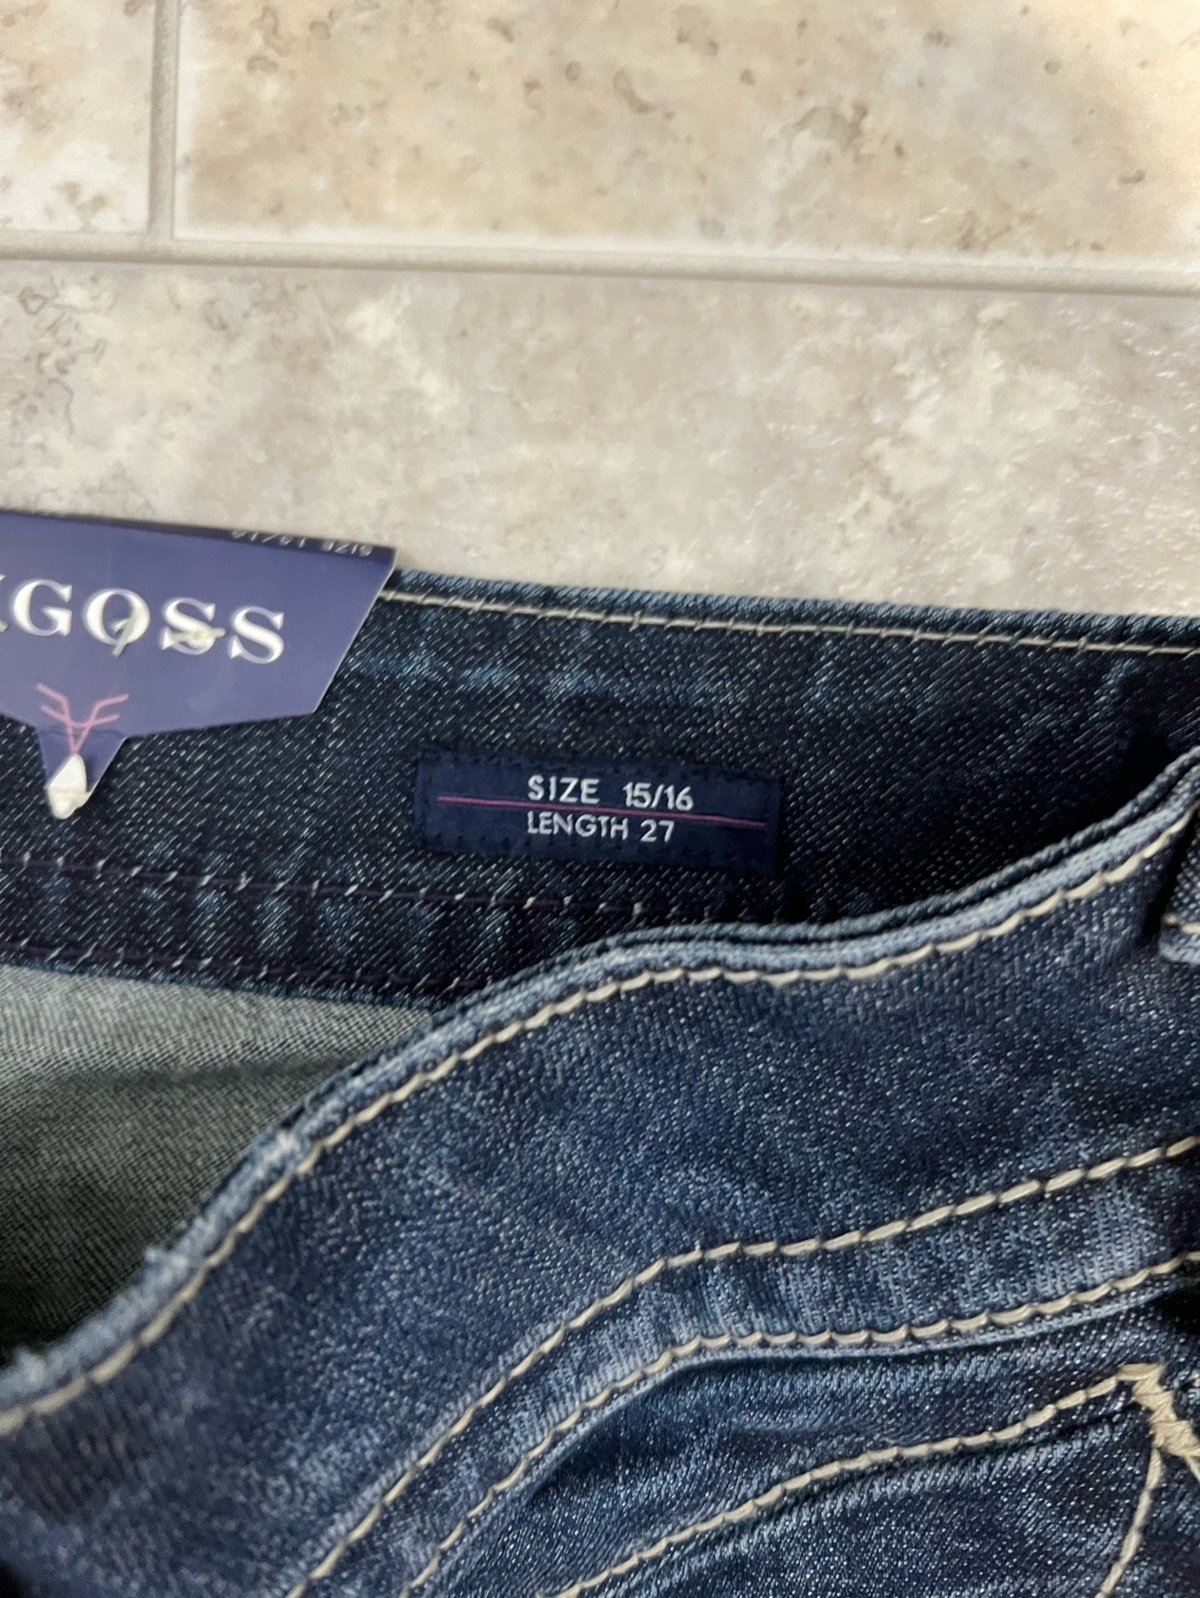 GOSS
SIZE 15/16
LENGTH 27